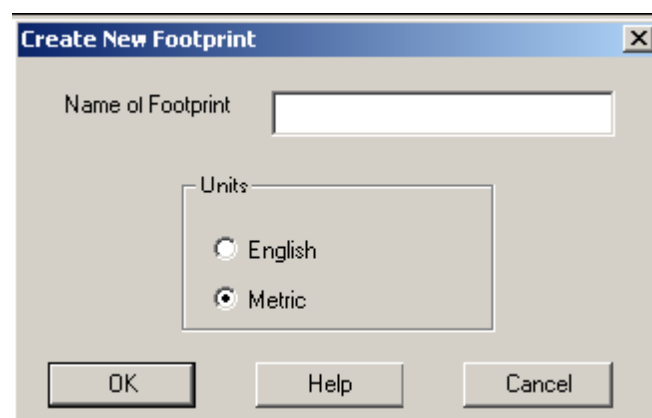 Create New Footprint
Name of Footprint
Units
English
Metric
OK
Help
Cancel